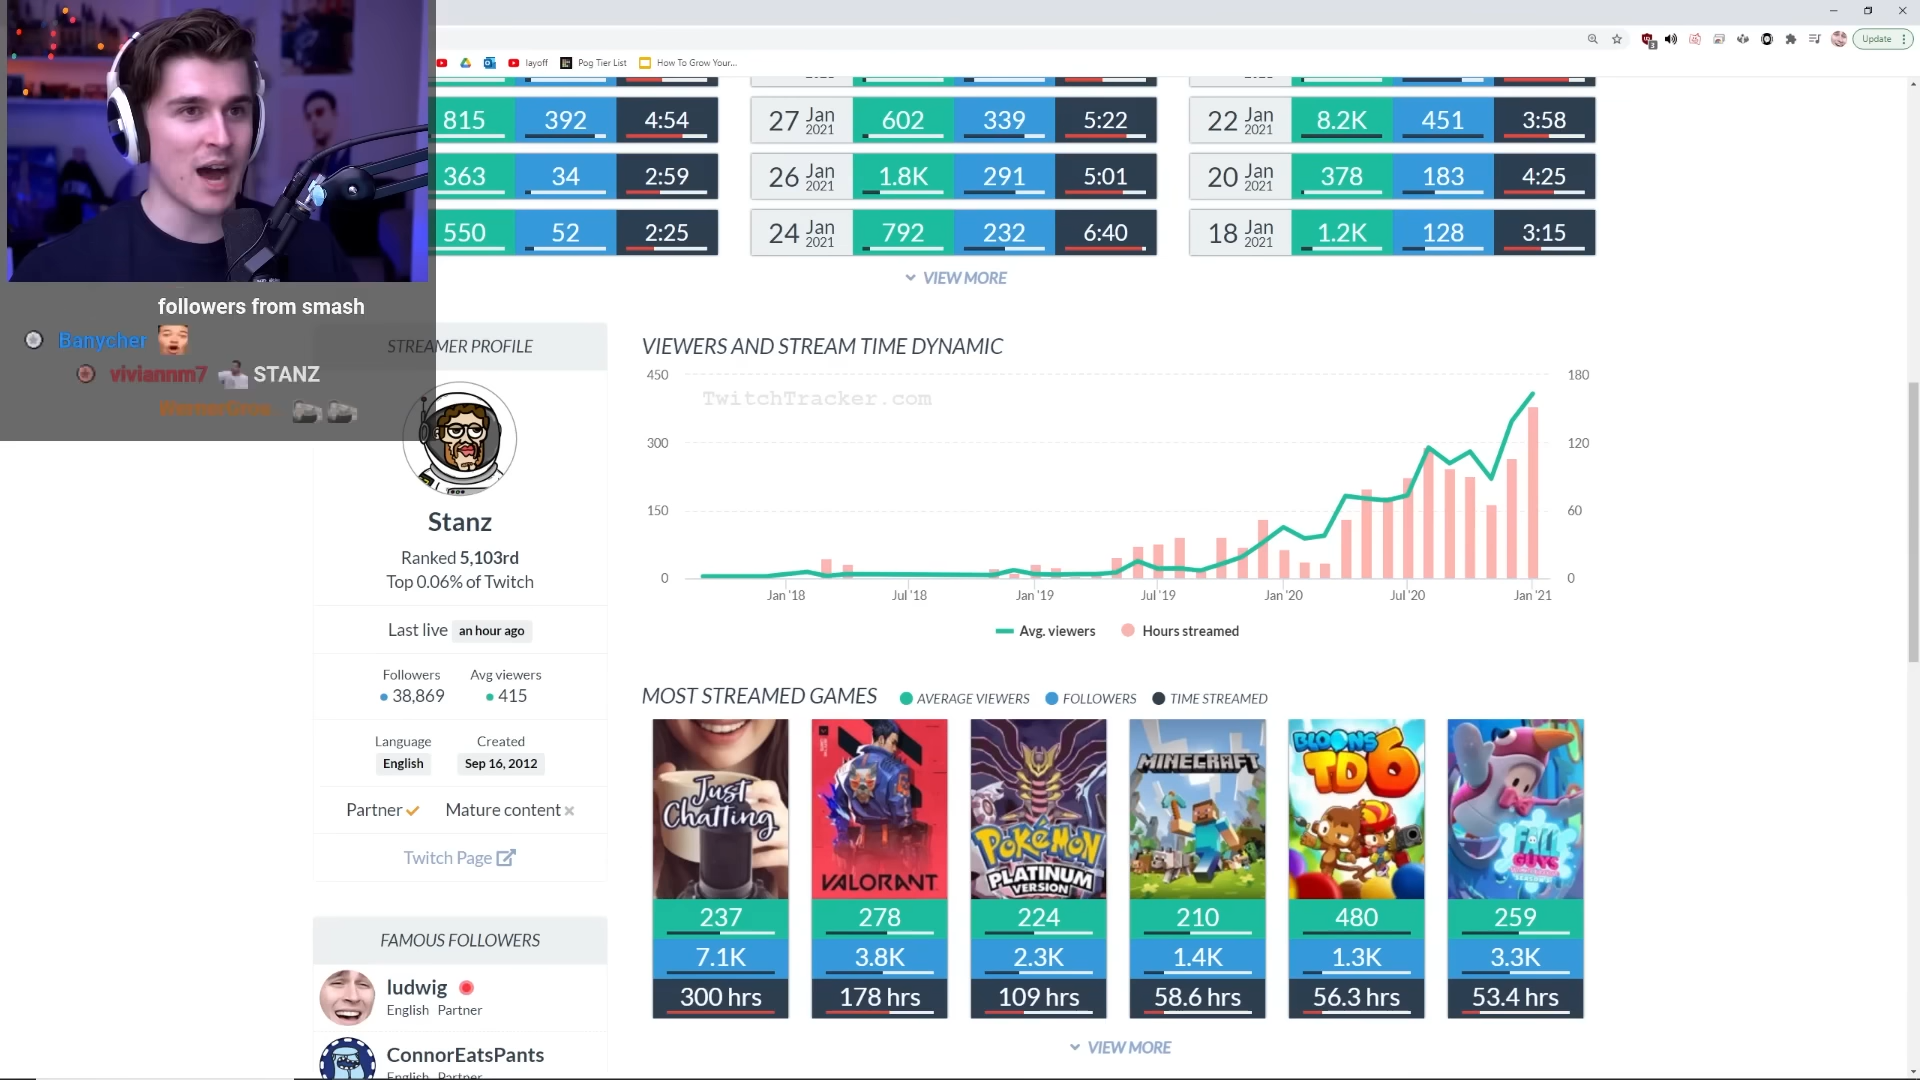 Update
layoff
Pog Tier List
How To Grow Your...
815 392 4:54
27 Jan 2021 602 339 5:22
22 Jan 2021 8.2K 451 3:58
363 34 2:59
26 Jan 2021 1.8K 291 5:01
20 Jan 2021 378 183 4:25
550 52 2:25
24 Jan 2021 792 232 6:40
18 Jan 2021 1.2K 128 3:15
VIEW MORE
followers from smash
Banycher
viviannm7 STANZ
STREAMER PROFILE
Stanz
Ranked 5,103rd
Top 0.06% of Twitch
Last live an hour ago
Followers Avg viewers
38,869 415
Language Created
English Sep 16, 2012
Partner Mature content
Twitch Page
FAMOUS FOLLOWERS
ludwig
English Partner
ConnorEatsPants
English Partner
VIEWERS AND STREAM TIME DYNAMIC
TwitchTracker.com
450 180
300 120
150 60
0 0
Jan '18 Jul '18 Jan '19 Jul '19 Jan '20 Jul '20 Jan '21
Avg. viewers Hours streamed
MOST STREAMED GAMES AVERAGE VIEWERS FOLLOWERS TIME STREAMED
Just Chatting
VALORANT
POKéMON PLATINUM VERSION
MINECRAFT
BLOONS TD6
FALL GUYS
237 278 224 210 480 259
7.1K 3.8K 2.3K 1.4K 1.3K 3.3K
300 hrs 178 hrs 109 hrs 58.6 hrs 56.3 hrs 53.4 hrs
VIEW MORE